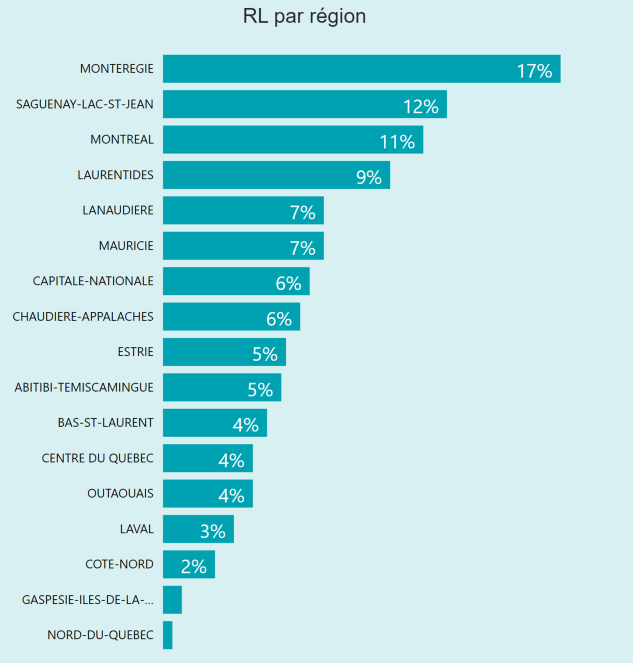 RL par région
MONTEREGIE 17%
SAGUENAY-LAC-ST-JEAN 12%
MONTREAL 11%
LAURENTIDES 9%
LANAUDIERE 7%
MAURICIE 7%
CAPITALE-NATIONALE 6%
CHAUDIERE-APPALACHES 6%
ESTRIE 5%
ABITIBI-TEMISCAMINGUE 5%
BAS-ST-LAURENT 4%
CENTRE DU QUEBEC 4%
OUTAOUAIS 4%
LAVAL 3%
COTE-NORD 2%
GASPESIE-ILES-DE-LA-...
NORD-DU-QUEBEC